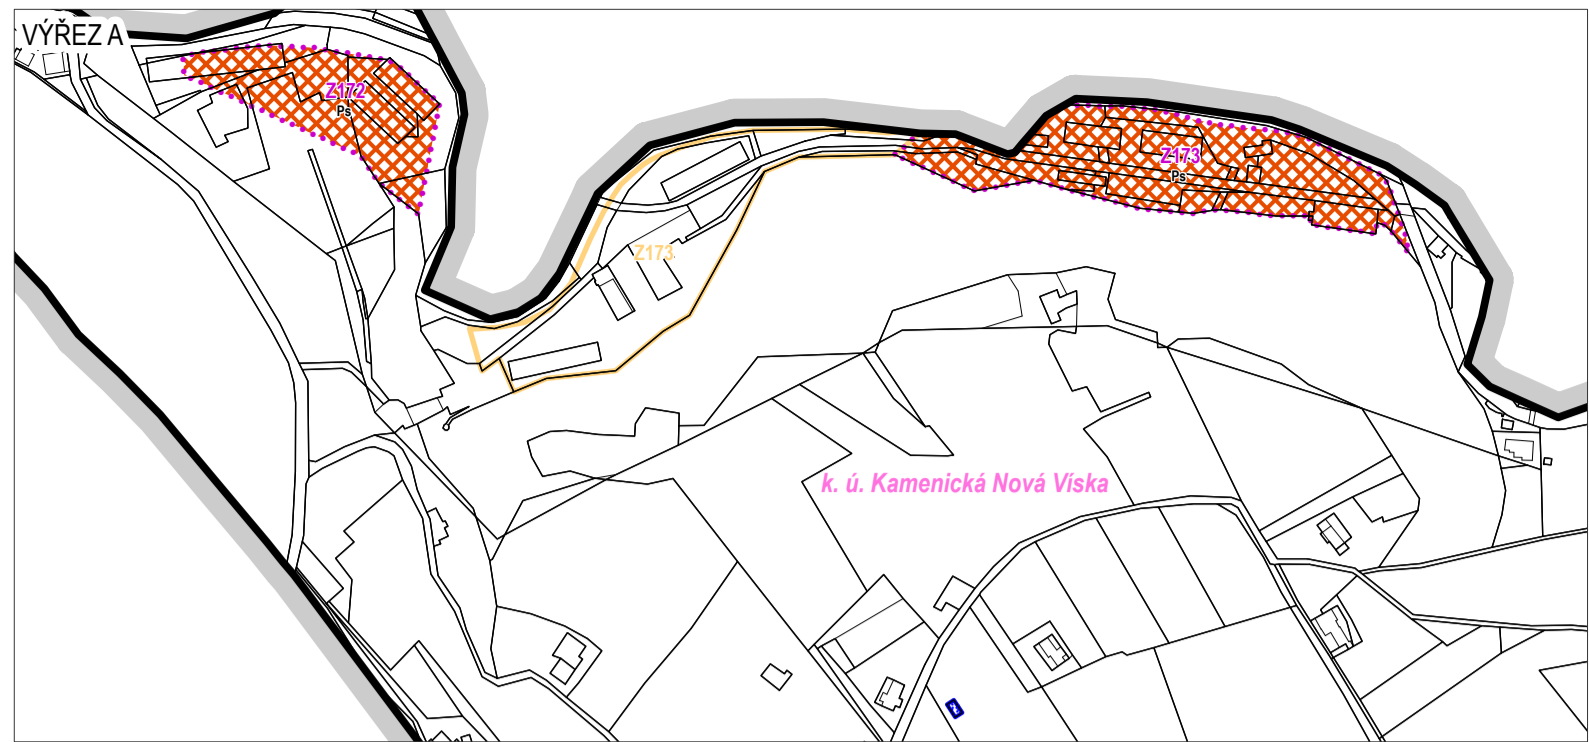 VÝŘEZ A
Z172
Ps
Z173
Ps
Z173
k. ú. Kamenická Nová Víska